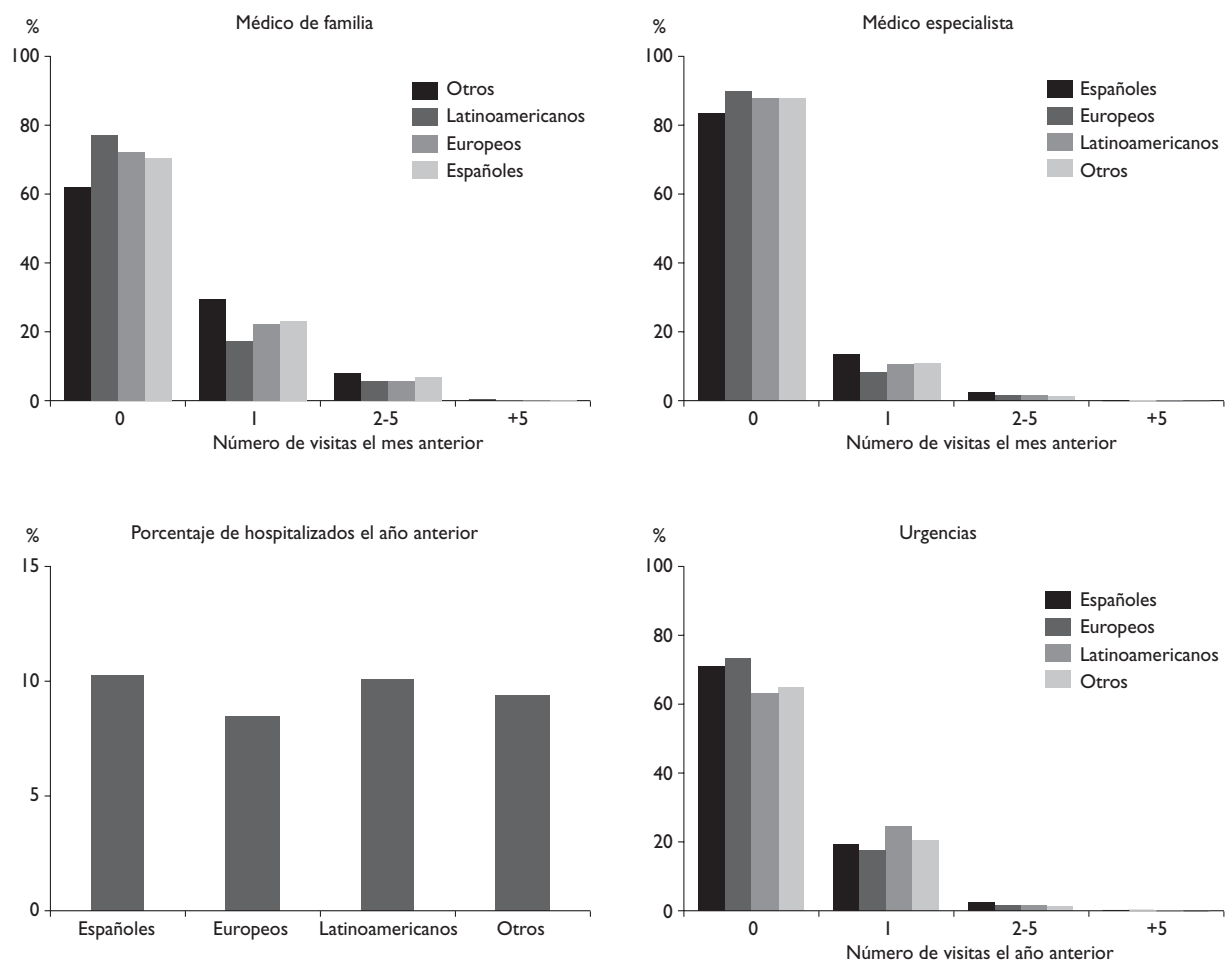 Médico de familia
%
100
80
60
40
20
0
Otros
Latinoamericanos
Europeos
Españoles
0 1 2-5 +5
Número de visitas el mes anterior
Médico especialista
%
100
80
60
40
20
0
Españoles
Europeos
Latinoamericanos
Otros
0 1 2-5 +5
Número de visitas el mes anterior
Porcentaje de hospitalizados el año anterior
%
15
10
5
0
Españoles Europeos Latinoamericanos Otros
Urgencias
%
100
80
60
40
20
0
Españoles
Europeos
Latinoamericanos
Otros
0 1 2-5 +5
Número de visitas el año anterior